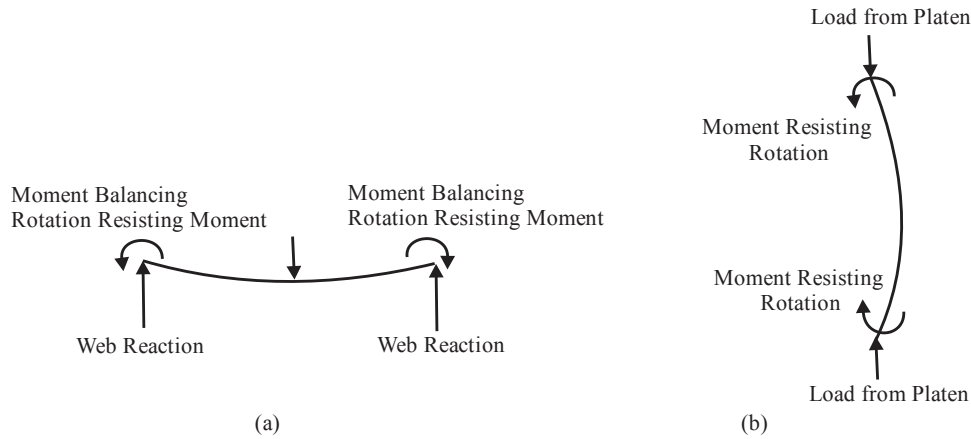 Moment Balancing
Rotation Resisting Moment
Moment Balancing
Rotation Resisting Moment
Web Reaction
Web Reaction
(a)
Load from Platen
Moment Resisting
Rotation
Moment Resisting
Rotation
Load from Platen
(b)